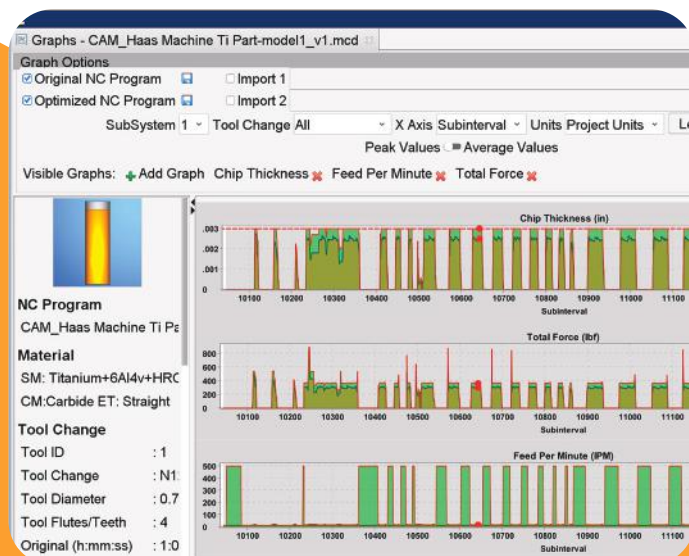 Graphs - CAM_Haas Machine Ti Part-model1_v1.mcd
Graph Options
Original NC Program Import 1
Optimized NC Program Import 2
SubSystem 1 Tool Change All X Axis Subinterval Units Project Units Le
Peak Values Average Values
Visible Graphs: Add Graph Chip Thickness Feed Per Minute Total Force
NC Program
CAM_Haas Machine Ti Pa
Material
SM: Titanium+6Al4v+HRC
CM:Carbide ET: Straight
Tool Change
Tool ID : 1
Tool Change : N1:
Tool Diameter : 0.7
Tool Flutes/Teeth : 4
Original (h:mm:ss) : 1:0
Chip Thickness (in)
.003
.002
.001
0
10100 10200 10300 10400 10500 10600 10700 10800 10900 11000 11100
Subinterval
Total Force (lbf)
800
600
400
200
0
10100 10200 10300 10400 10500 10600 10700 10800 10900 11000 11100
Subinterval
Feed Per Minute (IPM)
500
400
300
200
100
0
10100 10200 10300 10400 10500 10600 10700 10800 10900 11000 11100
Subinterval